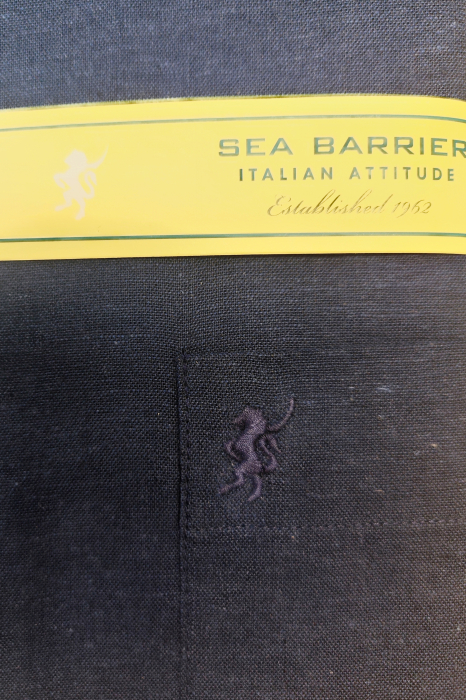 SEA BARRIER
ITALIAN ATTITUDE
Established 1962